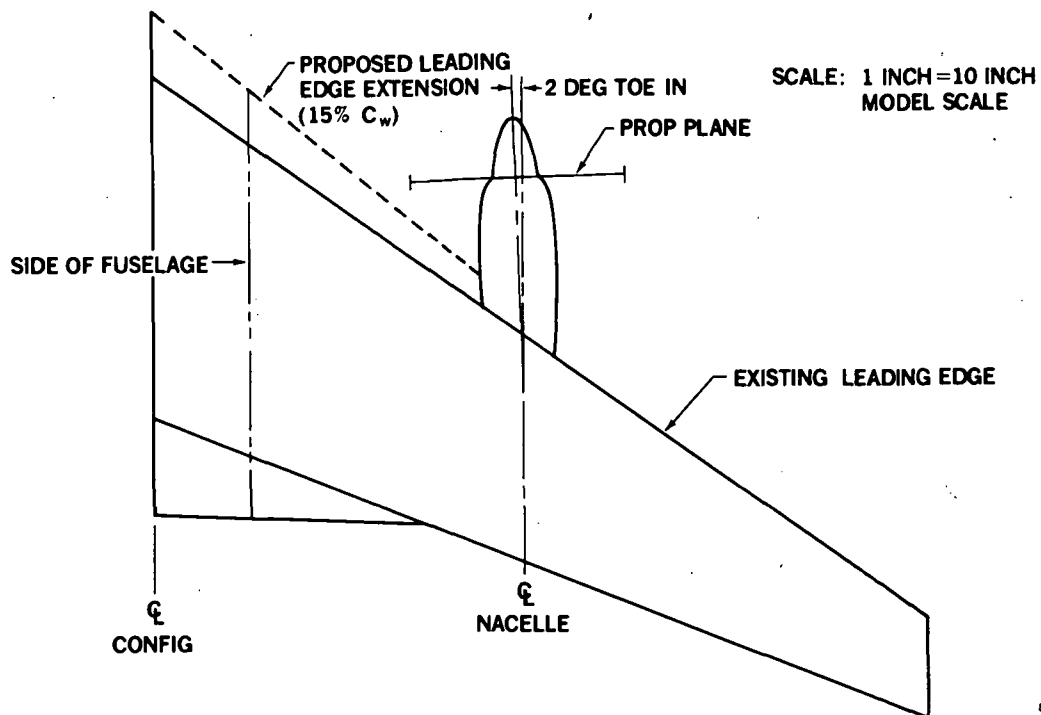 PROPOSED LEADING
EDGE EXTENSION
(15% Cw)
2 DEG TOE IN
SCALE: 1 INCH=10 INCH
MODEL SCALE
PROP PLANE
SIDE OF FUSELAGE
EXISTING LEADING EDGE
℄
CONFIG
℄
NACELLE